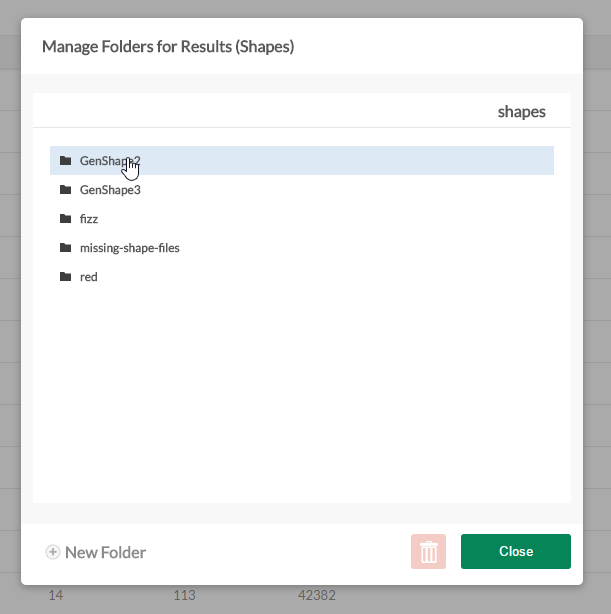 Manage Folders for Results (Shapes)
shapes
GenShape2
GenShape3
fizz
missing-shape-files
red
New Folder
Close
14 113 42382